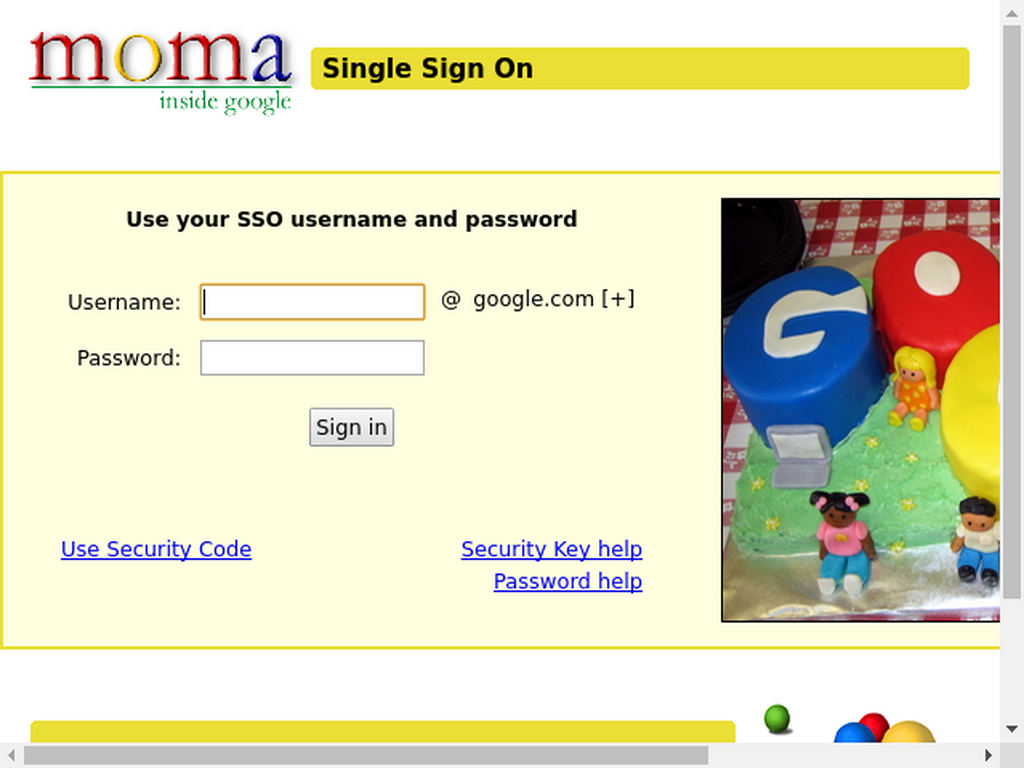 moma
inside google
Single Sign On
Use your SSO username and password
Username:
@ google.com [+]
Password:
Sign in
Use Security Code
Security Key help
Password help
G